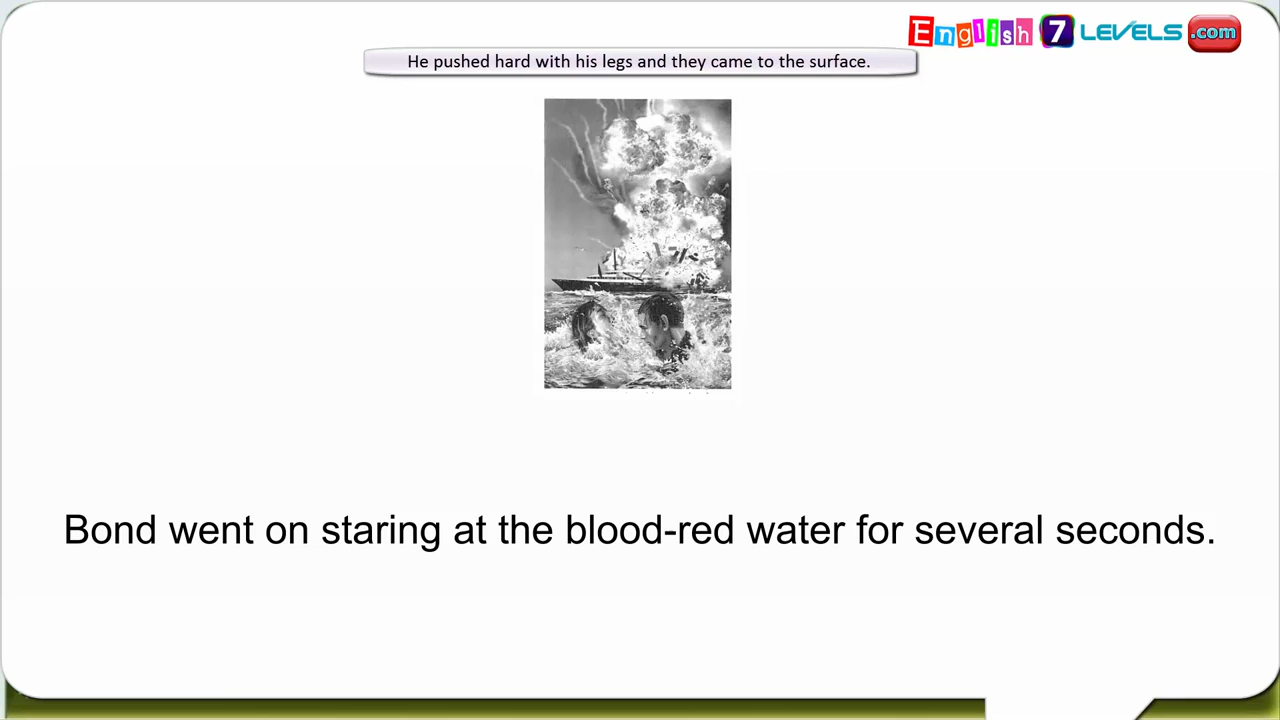 English 7 LEVELS .com
He pushed hard with his legs and they came to the surface.
Bond went on staring at the blood-red water for several seconds.